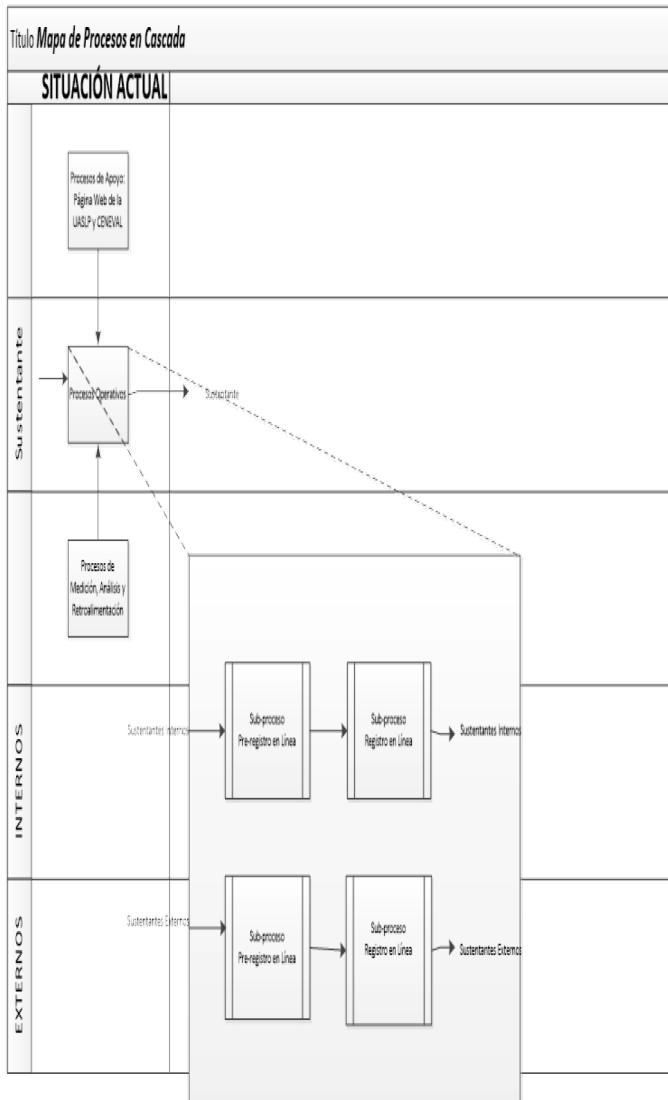 Título Mapa de Procesos en Cascada
SITUACIÓN ACTUAL
Procesos de Apoyo:
Página Web de la
UASLP y CENEVAL
Sustentante
Procesos Operativos
Sustentante
Procesos de
Medición, Análisis y
Retroalimentación
INTERNOS
Sustentantes Internos
Sub-proceso
Pre-registro en Línea
Sub-proceso
Registro en Línea
Sustentantes Internos
EXTERNOS
Sustentantes Externos
Sub-proceso
Pre-registro en Línea
Sub-proceso
Registro en Línea
Sustentantes Externos